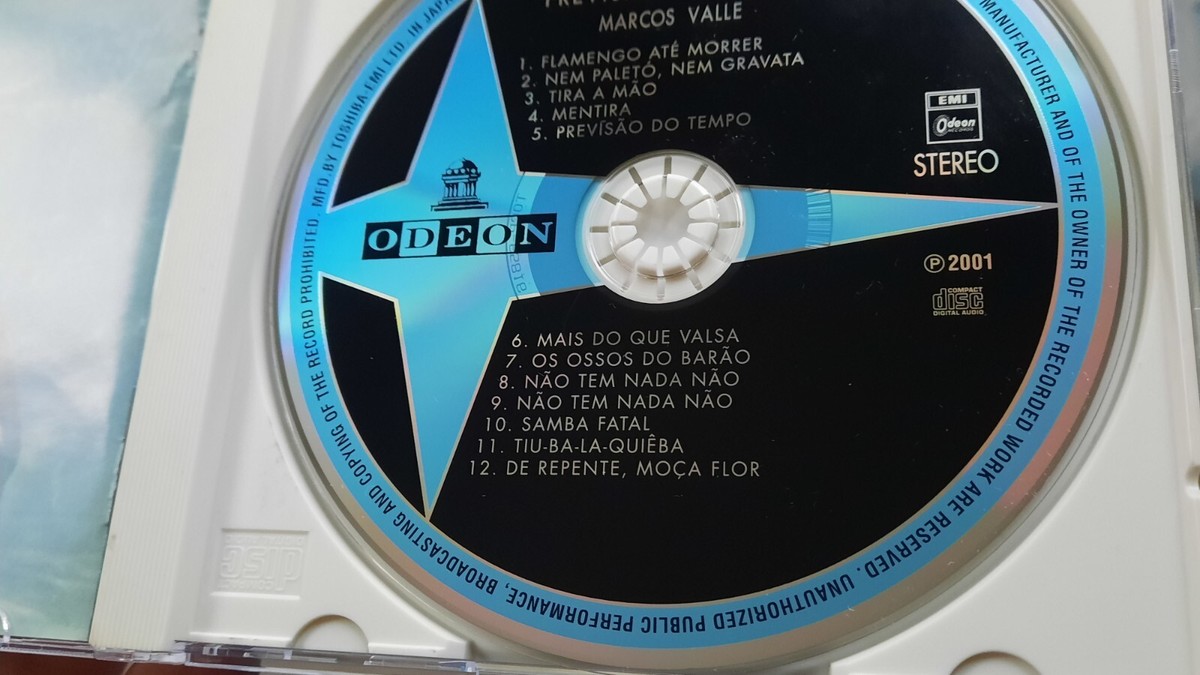 MARCOS VALLE
1. FLAMENGO ATÉ MORRER
2. NEM PALETÓ, NEM GRAVATA
3. TIRA A MÃO
4. MENTIRA
5. PREVISÃO DO TEMPO
EMI
Odeon
STEREO
ODEON
Ⓟ 2001
COMPACT
disc
DIGITAL AUDIO
6. MAIS DO QUE VALSA
7. OS OSSOS DO BARÃO
8. NÃO TEM NADA NÃO
9. NÃO TEM NADA NÃO
10. SAMBA FATAL
11. TIU-BA-LA-QUIÊBA
12. DE REPENTE, MOÇA FLOR
MANUFACTURER AND OF THE OWNER OF THE RECORDED WORK ARE RESERVED. UNAUTHORIZED PUBLIC PERFORMANCE, BROADCASTING AND COPYING OF THE RECORD PROHIBITED. MFD. BY TOSHIBA-EMI LTD. IN JAPA
disc